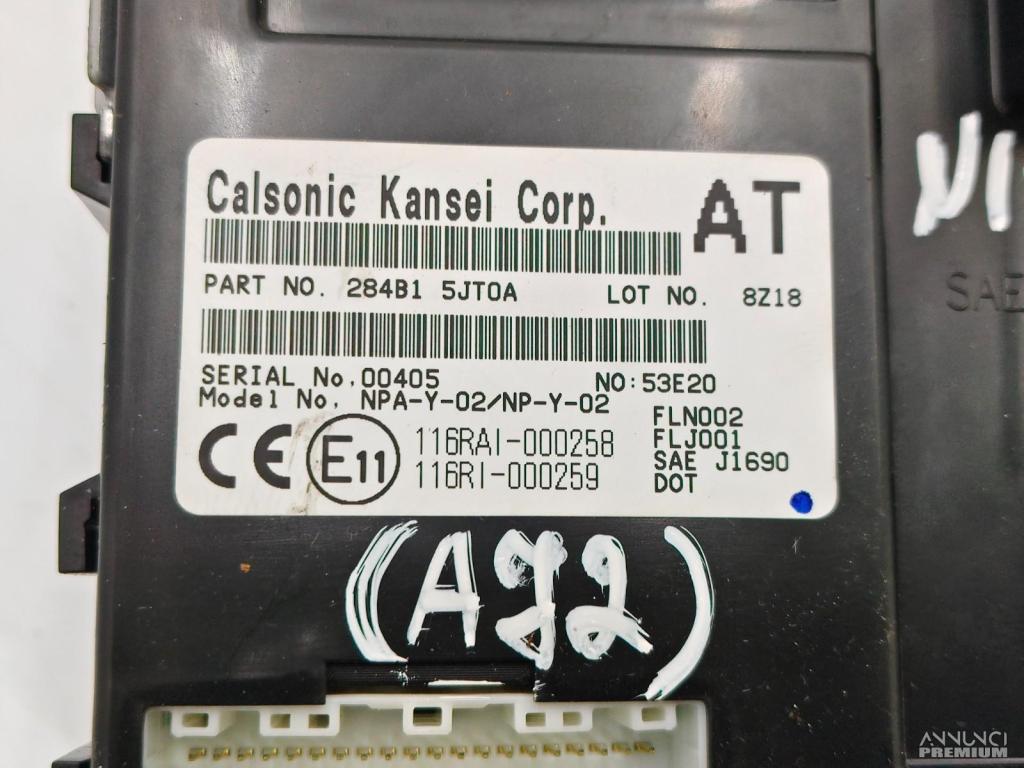 Calsonic Kansei Corp.
AT
PART NO. 284B1 5JT0A LOT NO. 8Z18
SERIAL No.00405 NO:53E20
Model No. NPA-Y-02/NP-Y-02
CE E11 116RAI-000258
116RI-000259
FLN002
FLJ001
SAE J1690
DOT
SAE
ANNUNCI
PREMIUM